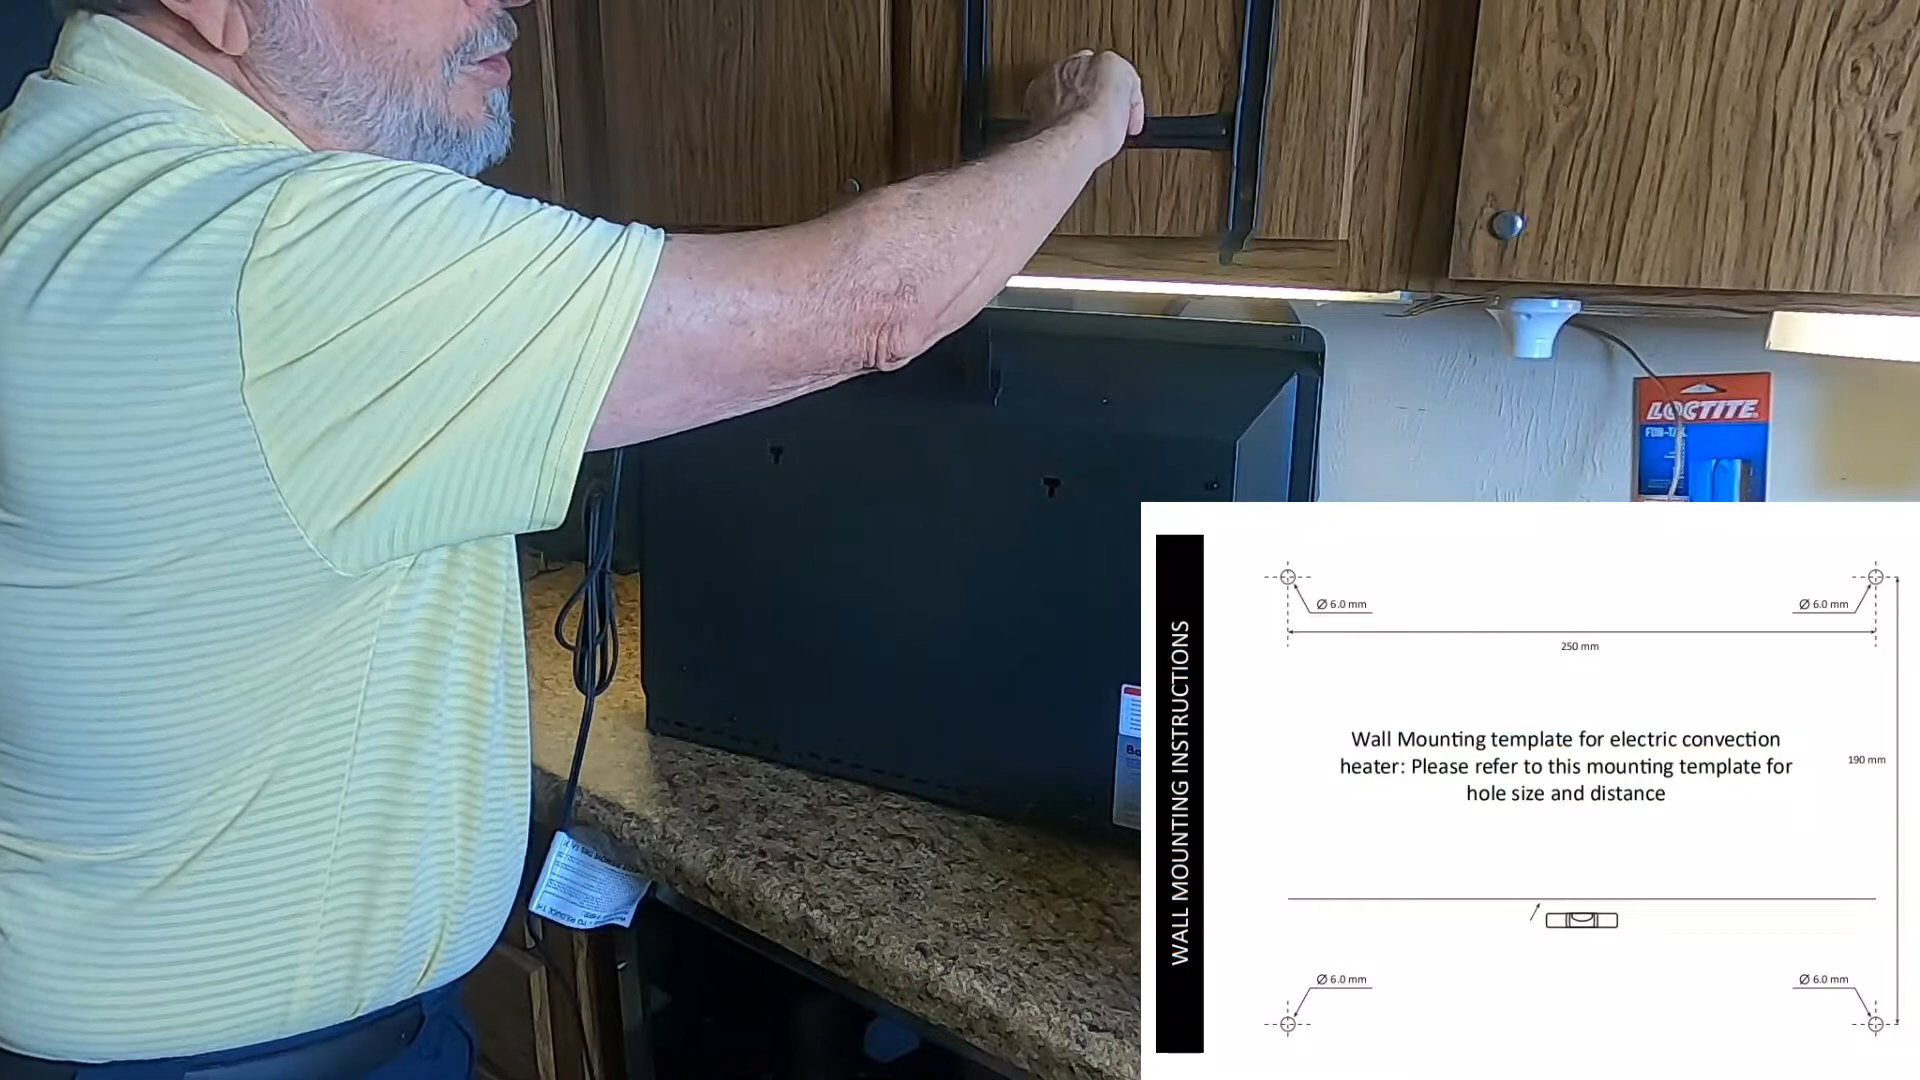 LOCTITE
Ø 6.0 mm
Ø 6.0 mm
250 mm
WALL MOUNTING INSTRUCTIONS
Wall Mounting template for electric convection
heater: Please refer to this mounting template for
hole size and distance
190 mm
Ø 6.0 mm
Ø 6.0 mm